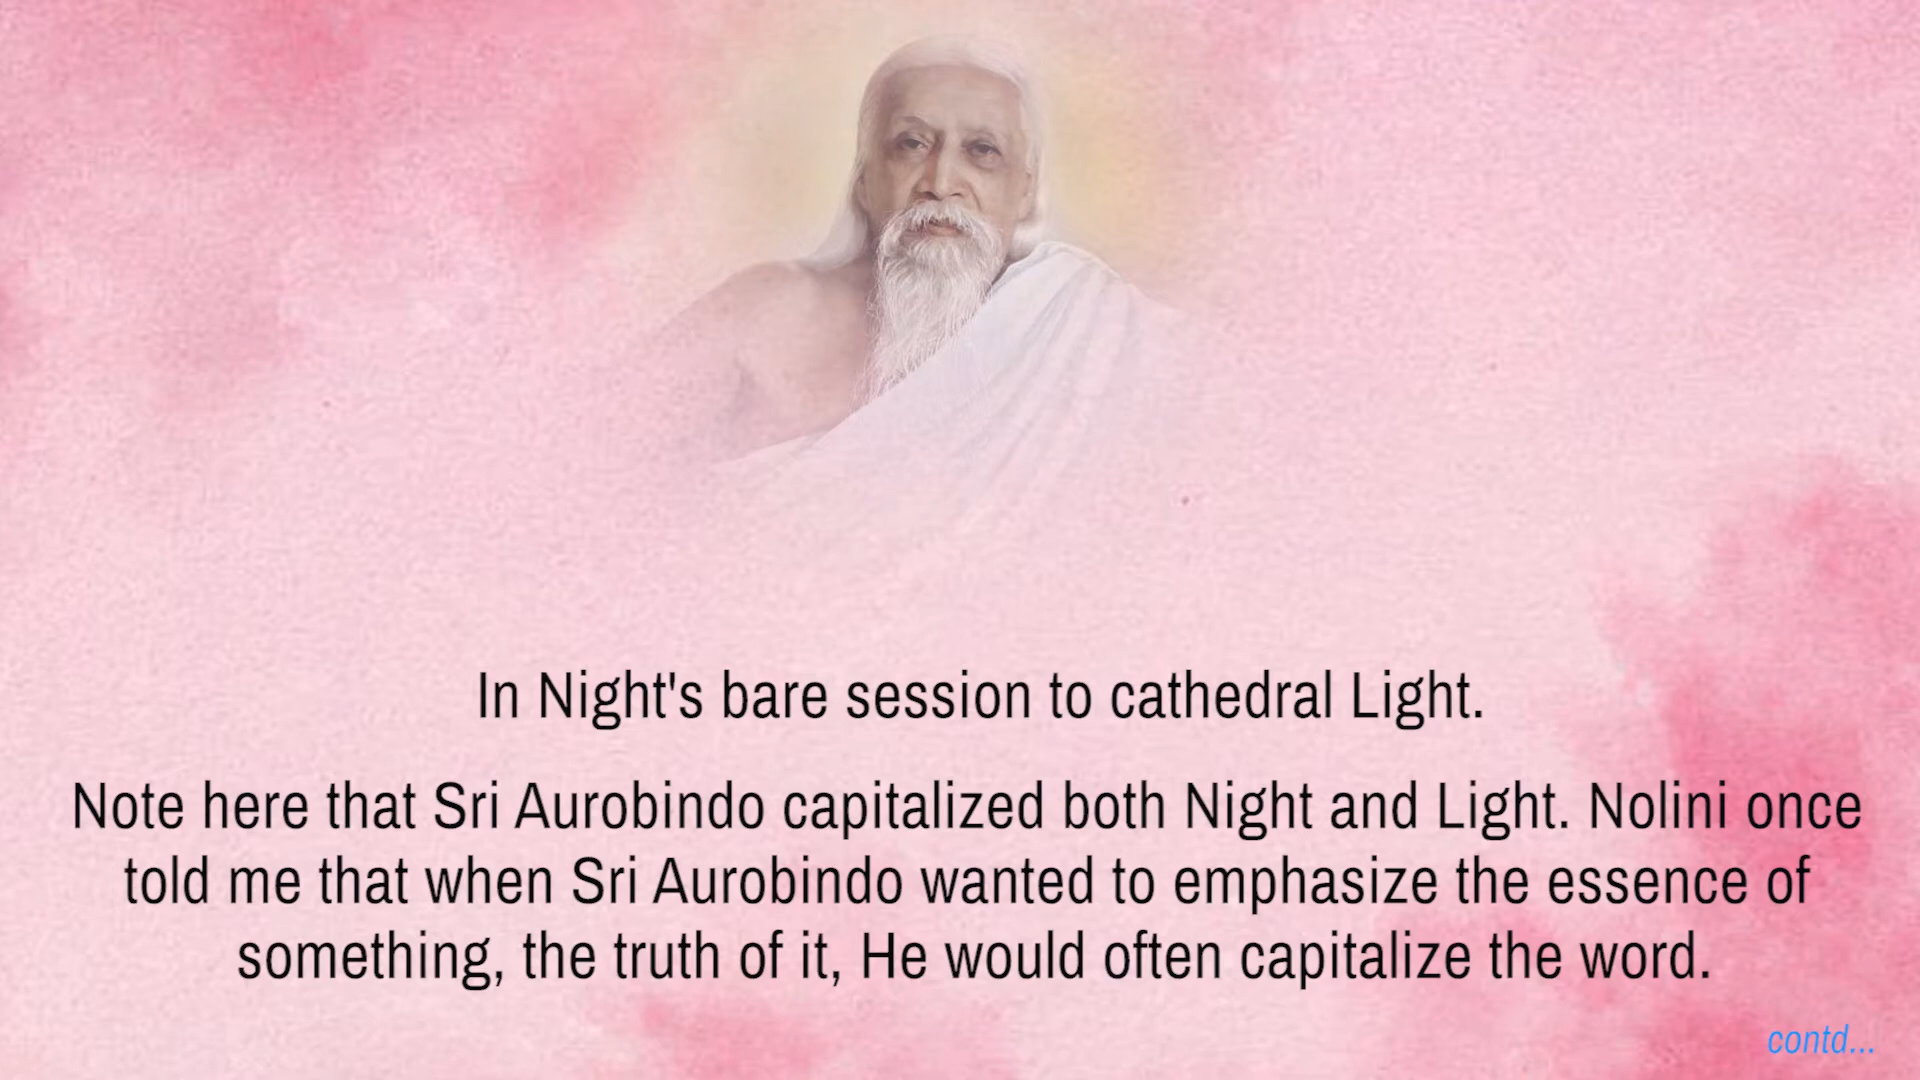 In Night's bare session to cathedral Light.
Note here that Sri Aurobindo capitalized both Night and Light. Nolini once
told me that when Sri Aurobindo wanted to emphasize the essence of
something, the truth of it, He would often capitalize the word.
contd...